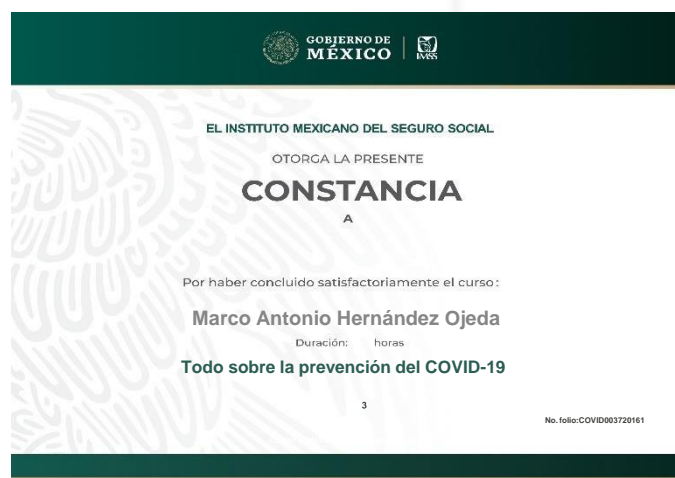 GOBIERNO DE
MÉXICO
IMSS
EL INSTITUTO MEXICANO DEL SEGURO SOCIAL
OTORGA LA PRESENTE
CONSTANCIA
A
Por haber concluido satisfactoriamente el curso:
Marco Antonio Hernández Ojeda
Duración: horas
Todo sobre la prevención del COVID-19
3
No. folio:COVID003720161